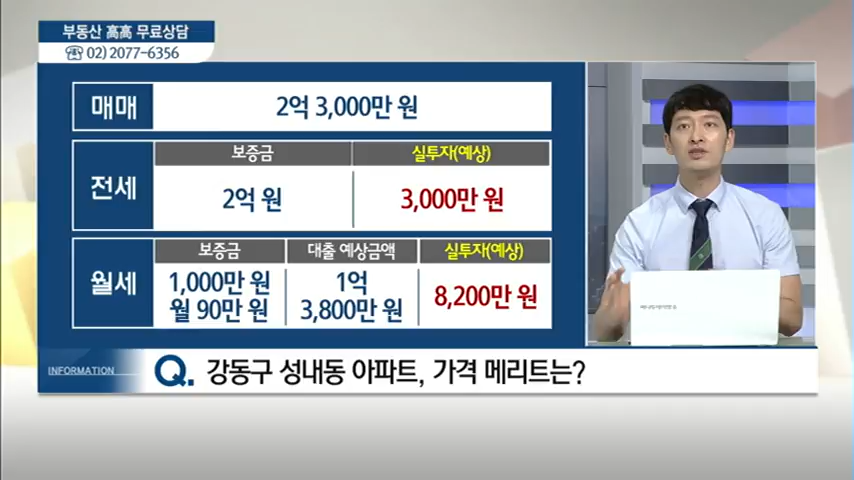 부동산 高高 무료상담
☎ 02) 2077-6356
매매
2억 3,000만 원
전세
보증금
실투자(예상)
2억 원
3,000만 원
월세
보증금
대출 예상금액
실투자(예상)
1,000만 원
월 90만 원
1억
3,800만 원
8,200만 원
INFORMATION
Q. 강동구 성내동 아파트, 가격 메리트는?